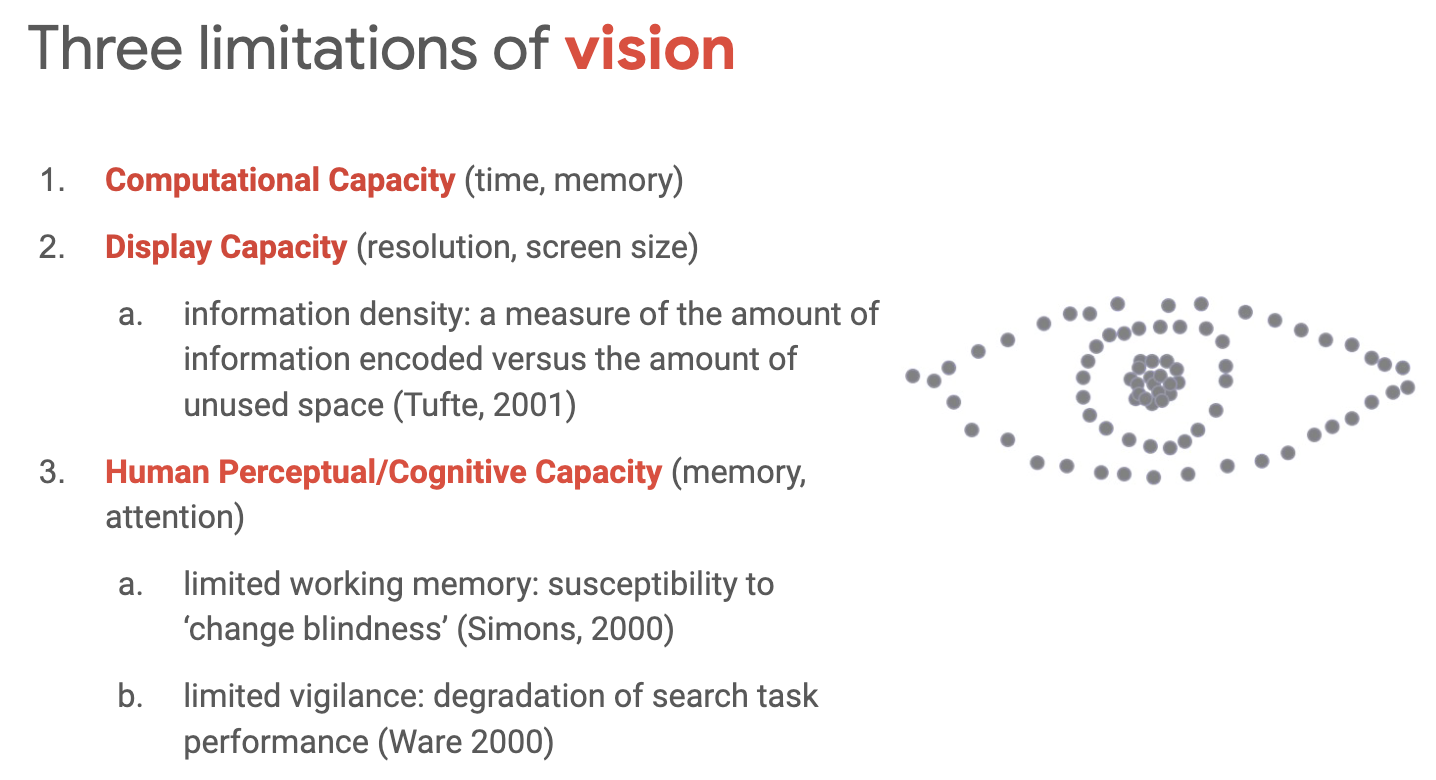 Three limitations of vision
1. Computational Capacity (time, memory)
2. Display Capacity (resolution, screen size)
a. information density: a measure of the amount of
information encoded versus the amount of
unused space (Tufte, 2001)
3. Human Perceptual/Cognitive Capacity (memory,
attention)
a. limited working memory: susceptibility to
‘change blindness’ (Simons, 2000)
b. limited vigilance: degradation of search task
performance (Ware 2000)